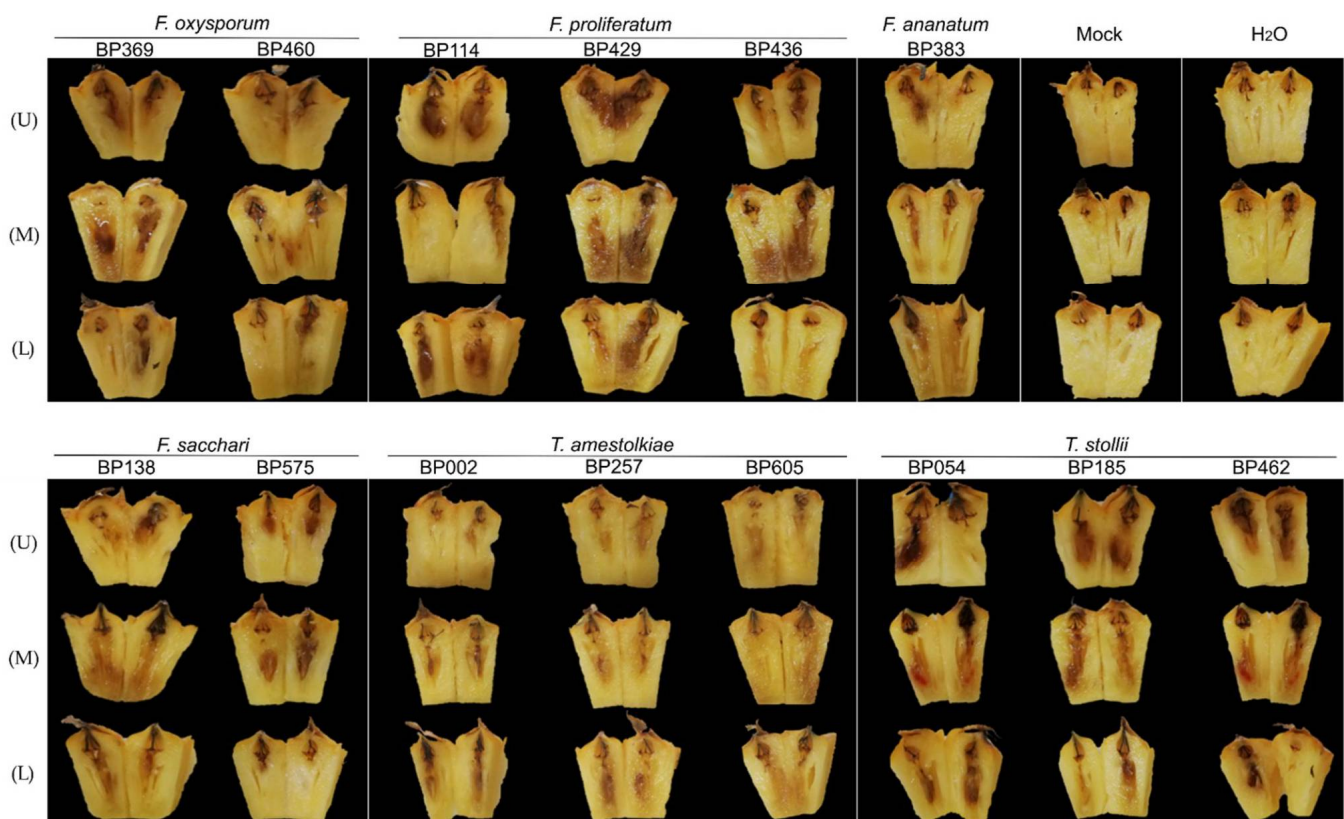 F. oxysporum F. proliferatum F. ananatum Mock H2O
BP369 BP460 BP114 BP429 BP436 BP383
(U)
(M)
(L)
F. sacchari T. amestolkiae T. stollii
BP138 BP575 BP002 BP257 BP605 BP054 BP185 BP462
(U)
(M)
(L)